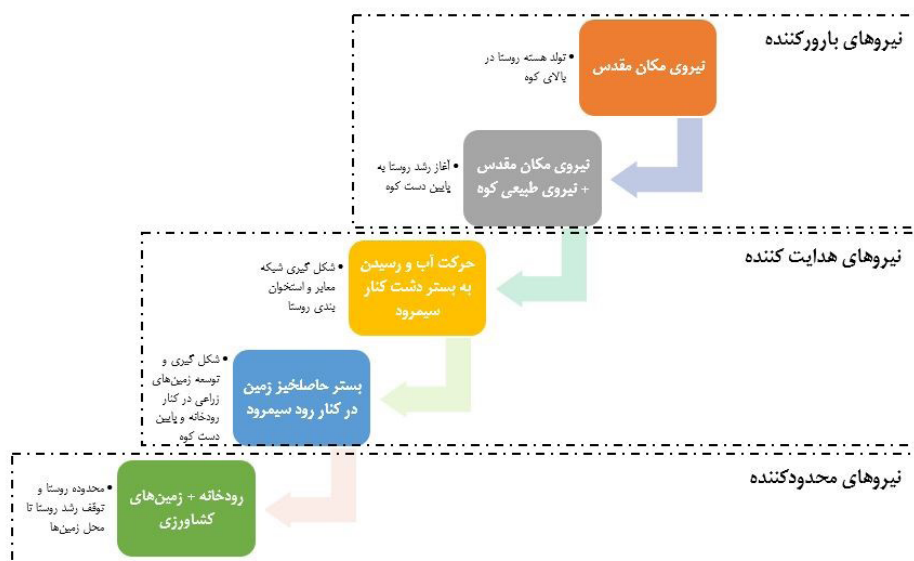 نیروهای بارورکننده
نیروی مکان مقدس
• تولد هسته روستا در
بالای کوه
نیروی مکان مقدس
+ نیروی طبیعی کوه
• آغاز رشد روستا به
پایین دست کوه
نیروهای هدایت کننده
حرکت آب و رسیدن
به بستر دشت کنار
سیمرود
• شکل گیری شبکه
معابر و استخوان
بندی روستا
بستر حاصلخیز زمین
در کنار رود سیمرود
• شکل گیری و
توسعه زمین‌های
زراعی در کنار
رودخانه و پایین
دست کوه
نیروهای محدودکننده
رودخانه + زمین‌های
کشاورزی
• محدوده روستا و
توقف رشد روستا تا
محل زمین‌ها